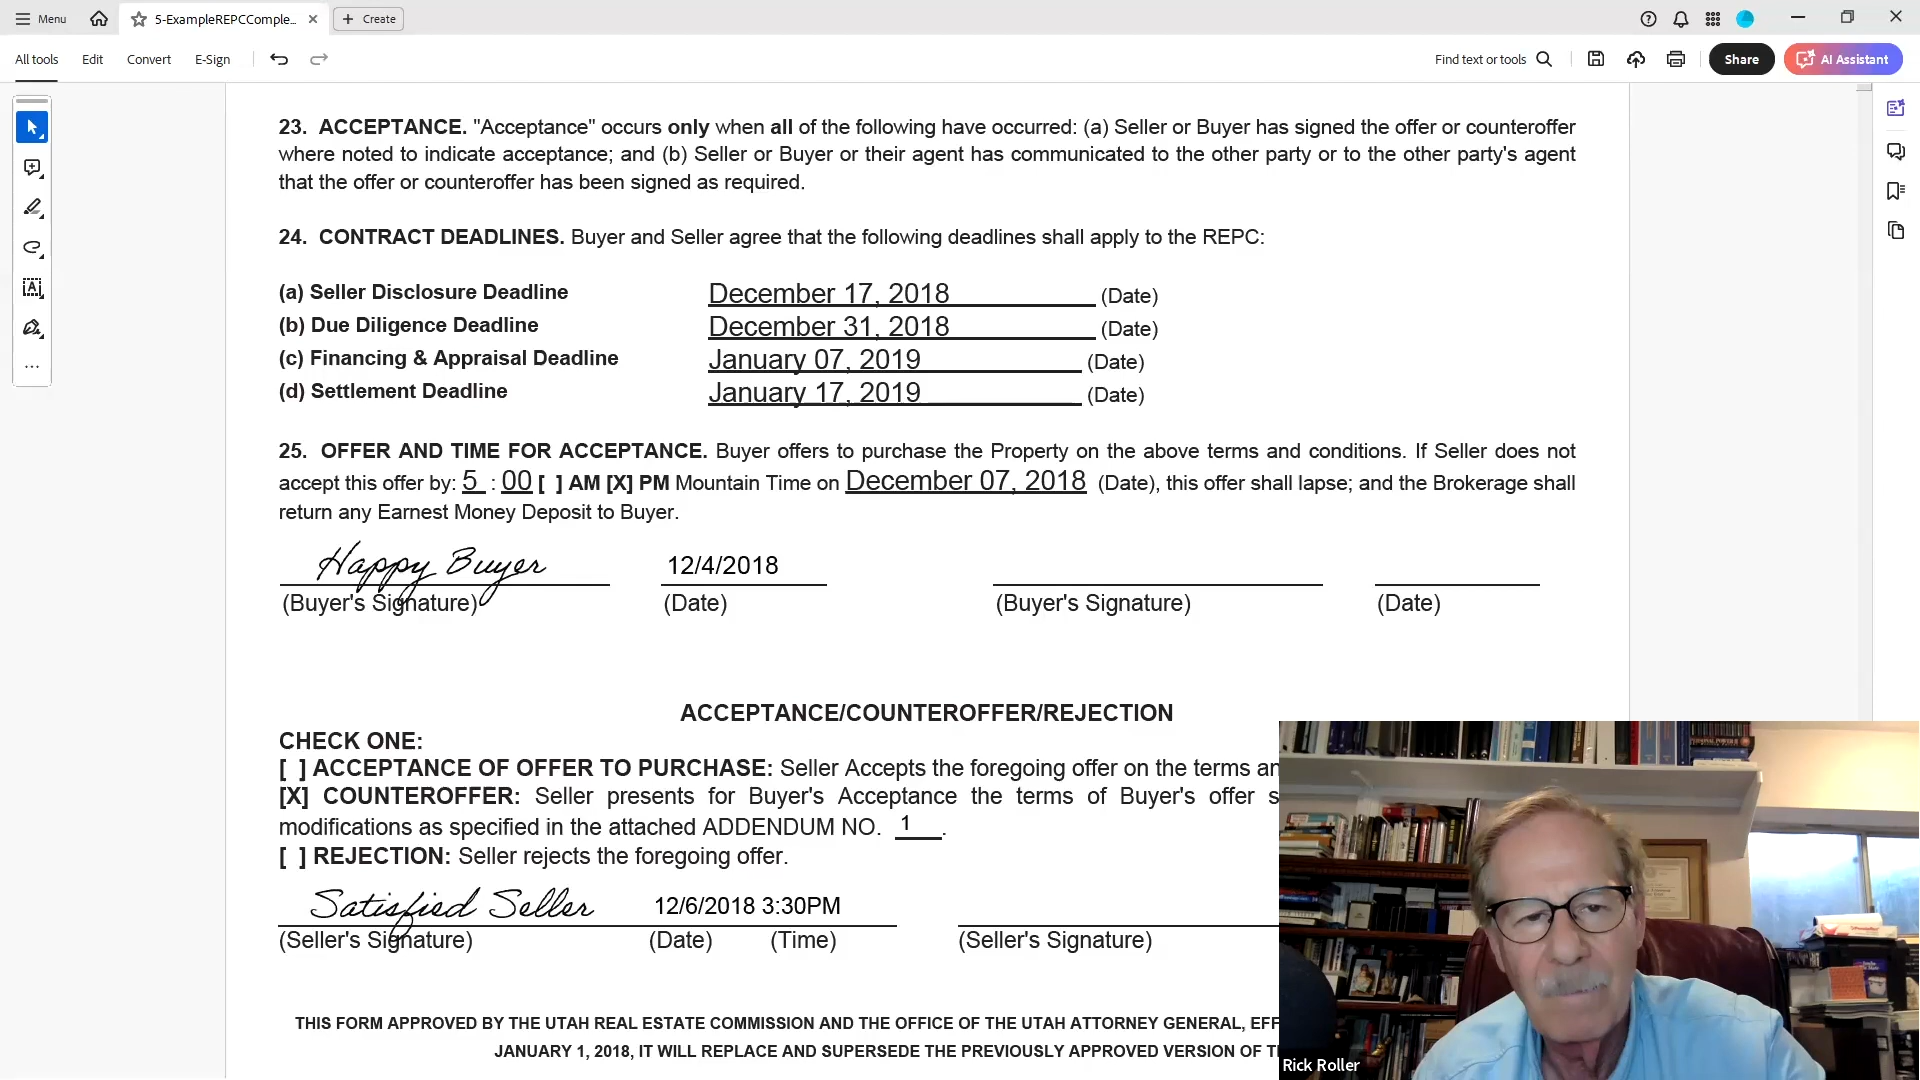 Menu
5-ExampleREPCComple...
Create
All tools
Edit
Convert
E-Sign
Find text or tools
Share
AI Assistant
23. ACCEPTANCE. "Acceptance" occurs only when all of the following have occurred: (a) Seller or Buyer has signed the offer or counteroffer
where noted to indicate acceptance; and (b) Seller or Buyer or their agent has communicated to the other party or to the other party's agent
that the offer or counteroffer has been signed as required.
24. CONTRACT DEADLINES. Buyer and Seller agree that the following deadlines shall apply to the REPC:
(a) Seller Disclosure Deadline December 17, 2018 (Date)
(b) Due Diligence Deadline December 31, 2018 (Date)
(c) Financing & Appraisal Deadline January 07, 2019 (Date)
(d) Settlement Deadline January 17, 2019 (Date)
25. OFFER AND TIME FOR ACCEPTANCE. Buyer offers to purchase the Property on the above terms and conditions. If Seller does not
accept this offer by: 5 : 00 [ ] AM [X] PM Mountain Time on December 07, 2018 (Date), this offer shall lapse; and the Brokerage shall
return any Earnest Money Deposit to Buyer.
Happy Buyer 12/4/2018
(Buyer's Signature) (Date) (Buyer's Signature) (Date)
ACCEPTANCE/COUNTEROFFER/REJECTION
CHECK ONE:
[ ] ACCEPTANCE OF OFFER TO PURCHASE: Seller Accepts the foregoing offer on the terms an
[X] COUNTEROFFER: Seller presents for Buyer's Acceptance the terms of Buyer's offer s
modifications as specified in the attached ADDENDUM NO. 1 .
[ ] REJECTION: Seller rejects the foregoing offer.
Satisfied Seller 12/6/2018 3:30PM
(Seller's Signature) (Date) (Time) (Seller's Signature)
THIS FORM APPROVED BY THE UTAH REAL ESTATE COMMISSION AND THE OFFICE OF THE UTAH ATTORNEY GENERAL, EFF
JANUARY 1, 2018, IT WILL REPLACE AND SUPERSEDE THE PREVIOUSLY APPROVED VERSION OF T
Rick Roller